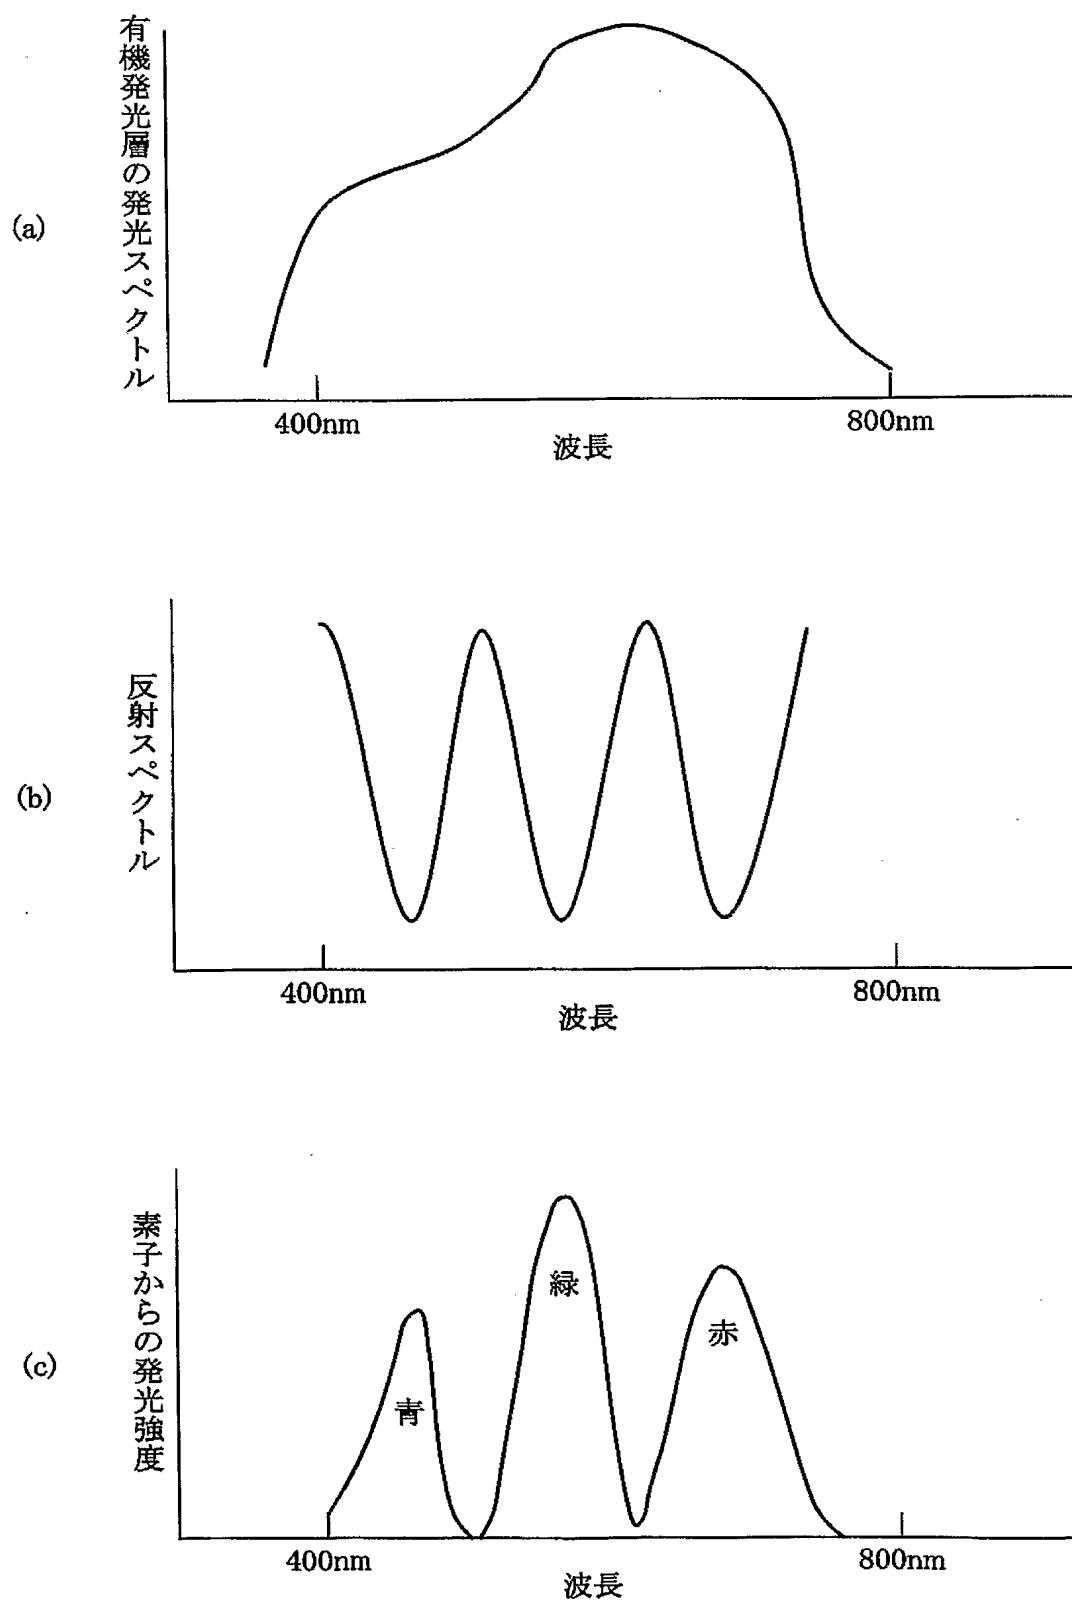 (a)
有機発光層の発光スペクトル
400nm
800nm
波長
(b)
反射スペクトル
400nm
800nm
波長
(c)
素子からの発光強度
青
緑
赤
400nm
800nm
波長